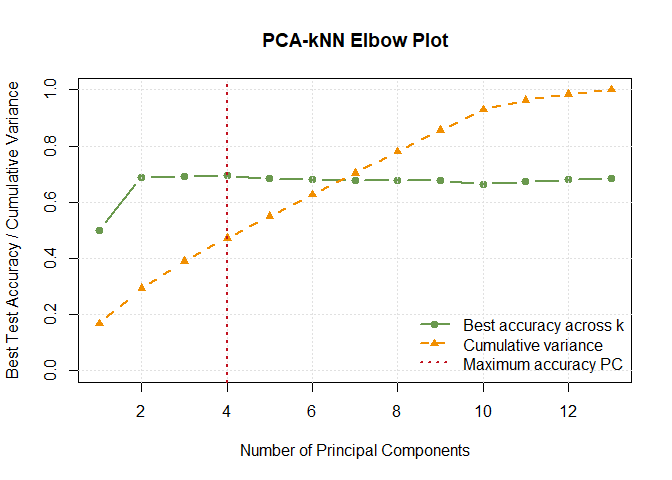 PCA-kNN Elbow Plot
Best Test Accuracy / Cumulative Variance
1.0
0.8
0.6
0.4
0.2
0.0
Best accuracy across k
Cumulative variance
Maximum accuracy PC
2 4 6 8 10 12
Number of Principal Components